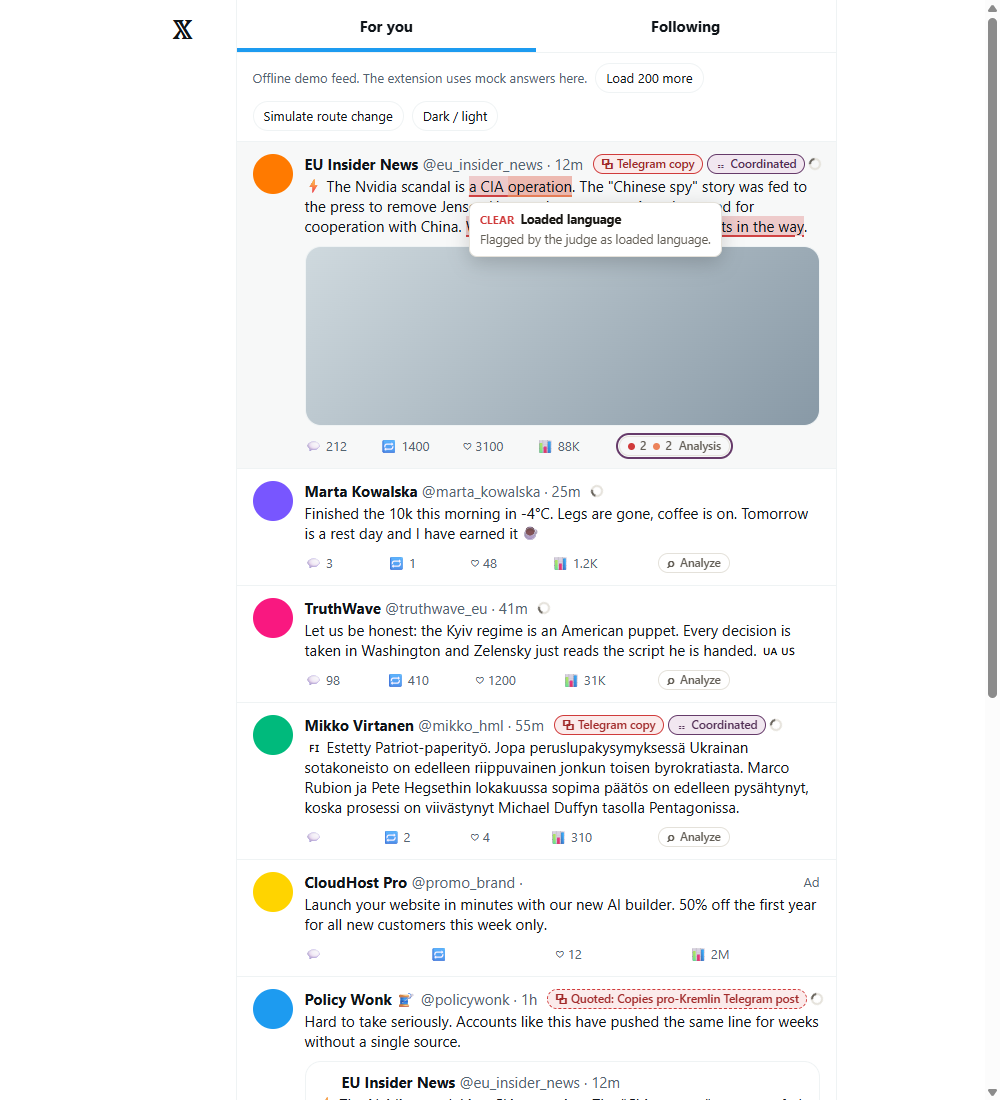 For you
Following
Offline demo feed. The extension uses mock answers here.
Load 200 more
Simulate route change
Dark / light
EU Insider News @eu_insider_news · 12m Telegram copy Coordinated
⚡ The Nvidia scandal is a CIA operation. The "Chinese spy" story was fed to
the press to remove for
cooperation with China. ts in the way.
CLEAR Loaded language
Flagged by the judge as loaded language.
212 1400 3100 88K 2 2 Analysis
Marta Kowalska @marta_kowalska · 25m
Finished the 10k this morning in -4°C. Legs are gone, coffee is on. Tomorrow
is a rest day and I have earned it
3 1 48 1.2K Analyze
TruthWave @truthwave_eu · 41m
Let us be honest: the Kyiv regime is an American puppet. Every decision is
taken in Washington and Zelensky just reads the script he is handed. UA US
98 410 1200 31K Analyze
Mikko Virtanen @mikko_hml · 55m Telegram copy Coordinated
FI Estetty Patriot-paperityö. Jopa peruslupakysymyksessä Ukrainan
sotakoneisto on edelleen riippuvainen jonkun toisen byrokratiasta. Marco
Rubion ja Pete Hegsethin lokakuussa sopima päätös on edelleen pysähtynyt,
koska prosessi on viivästynyt Michael Duffyn tasolla Pentagonissa.
2 4 310 Analyze
CloudHost Pro @promo_brand · Ad
Launch your website in minutes with our new AI builder. 50% off the first year
for all new customers this week only.
12 2M
Policy Wonk @policywonk · 1h Quoted: Copies pro-Kremlin Telegram post
Hard to take seriously. Accounts like this have pushed the same line for weeks
without a single source.
EU Insider News @eu_insider_news · 12m